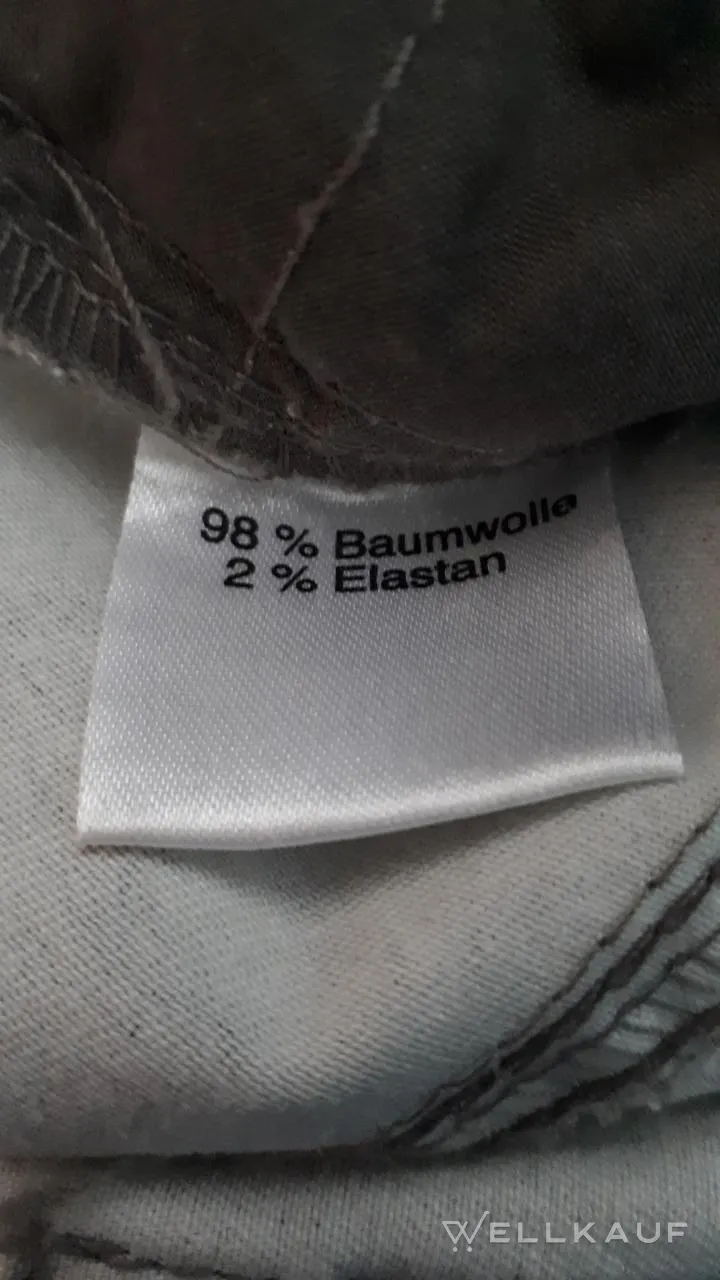 98 % Baumwolle
2 % Elastan
WELLKAUF